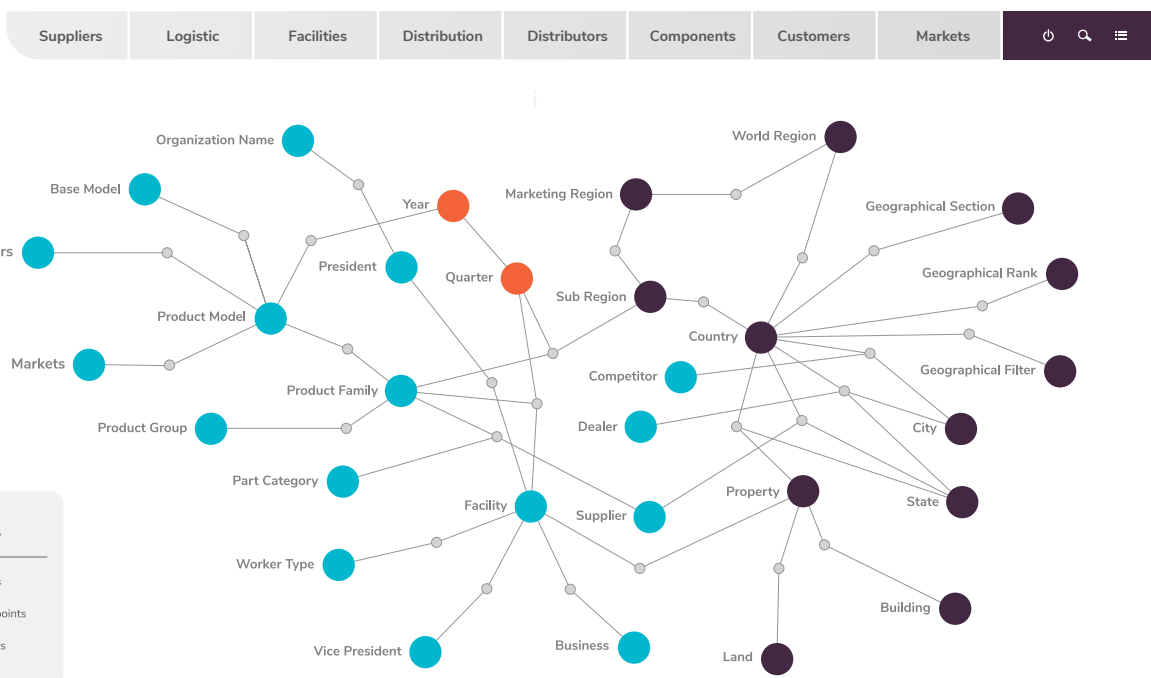 Suppliers
Logistic
Facilities
Distribution
Distributors
Components
Customers
Markets
World Region
Organization Name
Base Model
Marketing Region
Year
Geographical Section
rs
President
Quarter
Geographical Rank
Sub Region
Product Model
Country
Markets
Competitor
Geographical Filter
Product Family
Product Group
Dealer
City
Part Category
Property
Facility
Supplier
State
Worker Type
s
Building
oints
s
Vice President
Business
Land